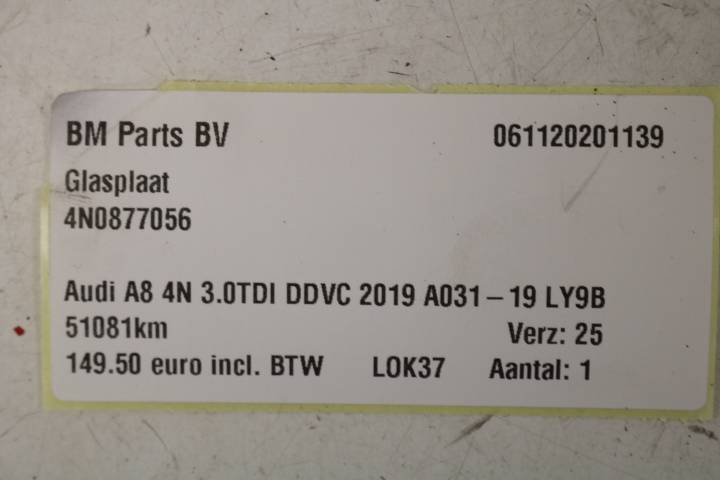 BM Parts BV 061120201139
Glasplaat
4N0877056
Audi A8 4N 3.0TDI DDVC 2019 A031-19 LY9B
51081km Verz: 25
149.50 euro incl. BTW LOK37 Aantal: 1